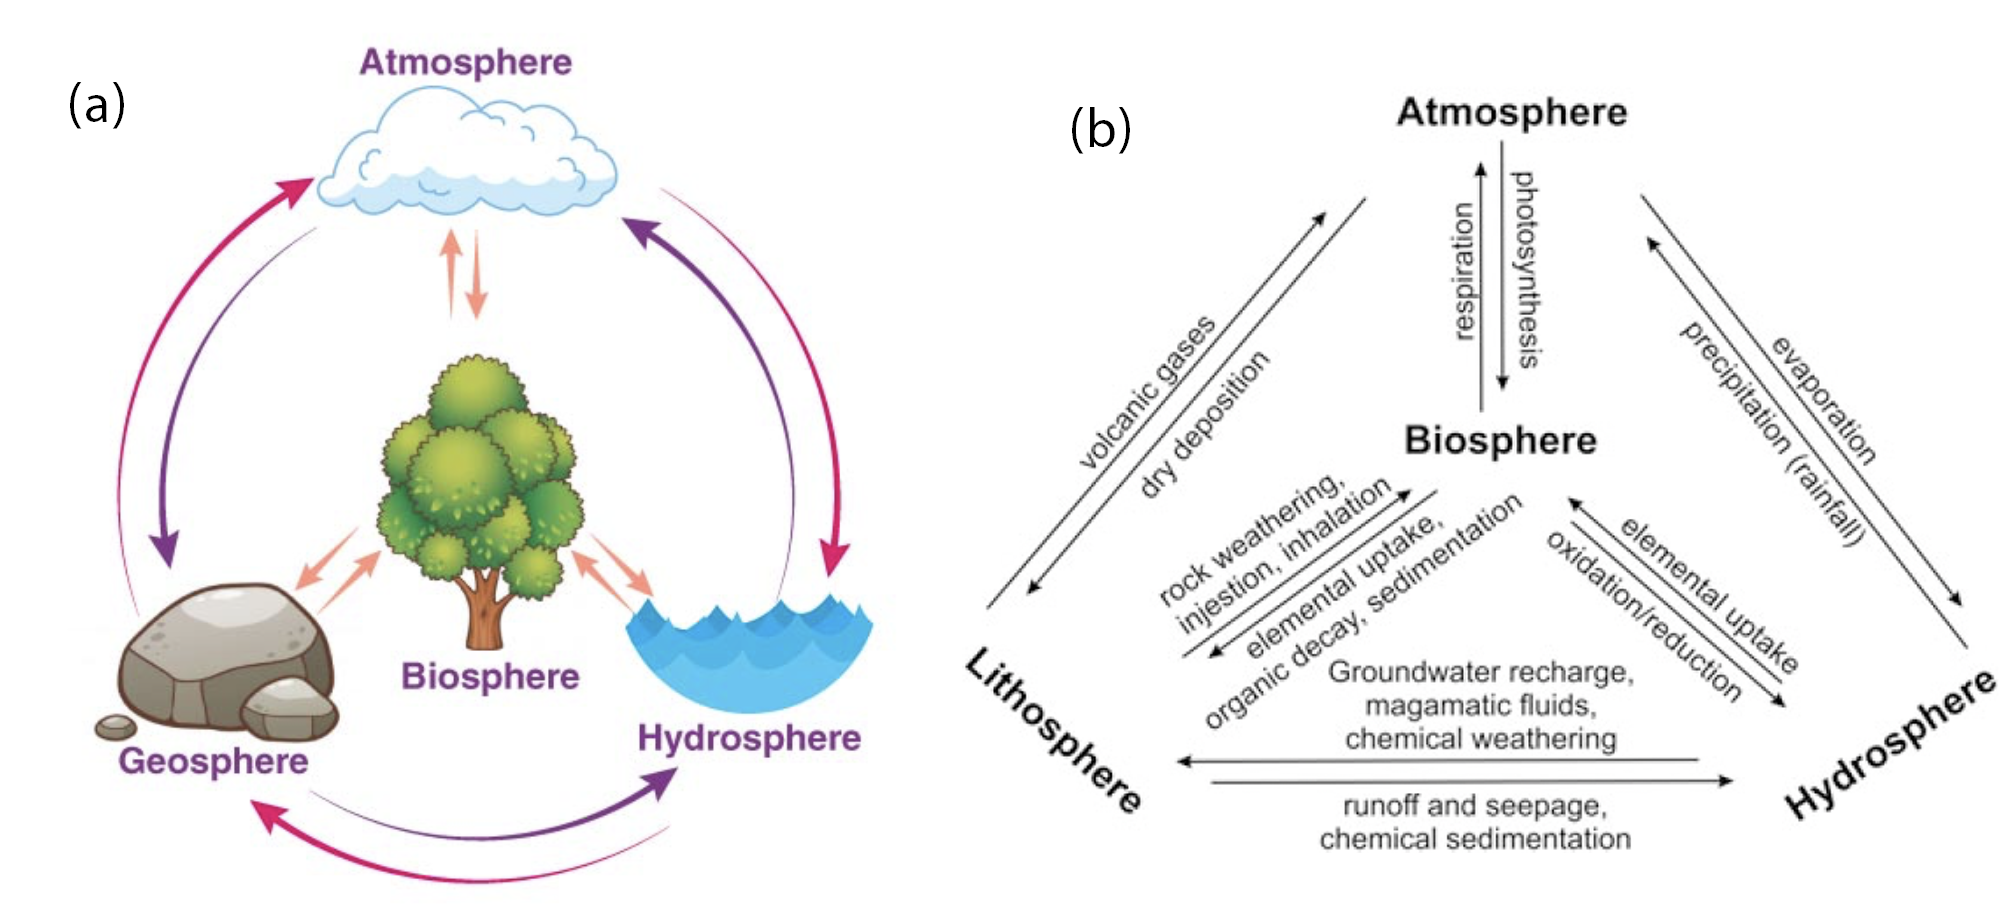 (a)
Atmosphere
Biosphere
Geosphere
Hydrosphere
(b)
Atmosphere
respiration
photosynthesis
volcanic gases
dry deposition
evaporation
precipitation (rainfall)
Biosphere
rock weathering,
injestion, inhalation
elemental uptake,
organic decay, sedimentation
elemental uptake
oxidation/reduction
Lithosphere
Groundwater recharge,
magamatic fluids,
chemical weathering
runoff and seepage,
chemical sedimentation
Hydrosphere